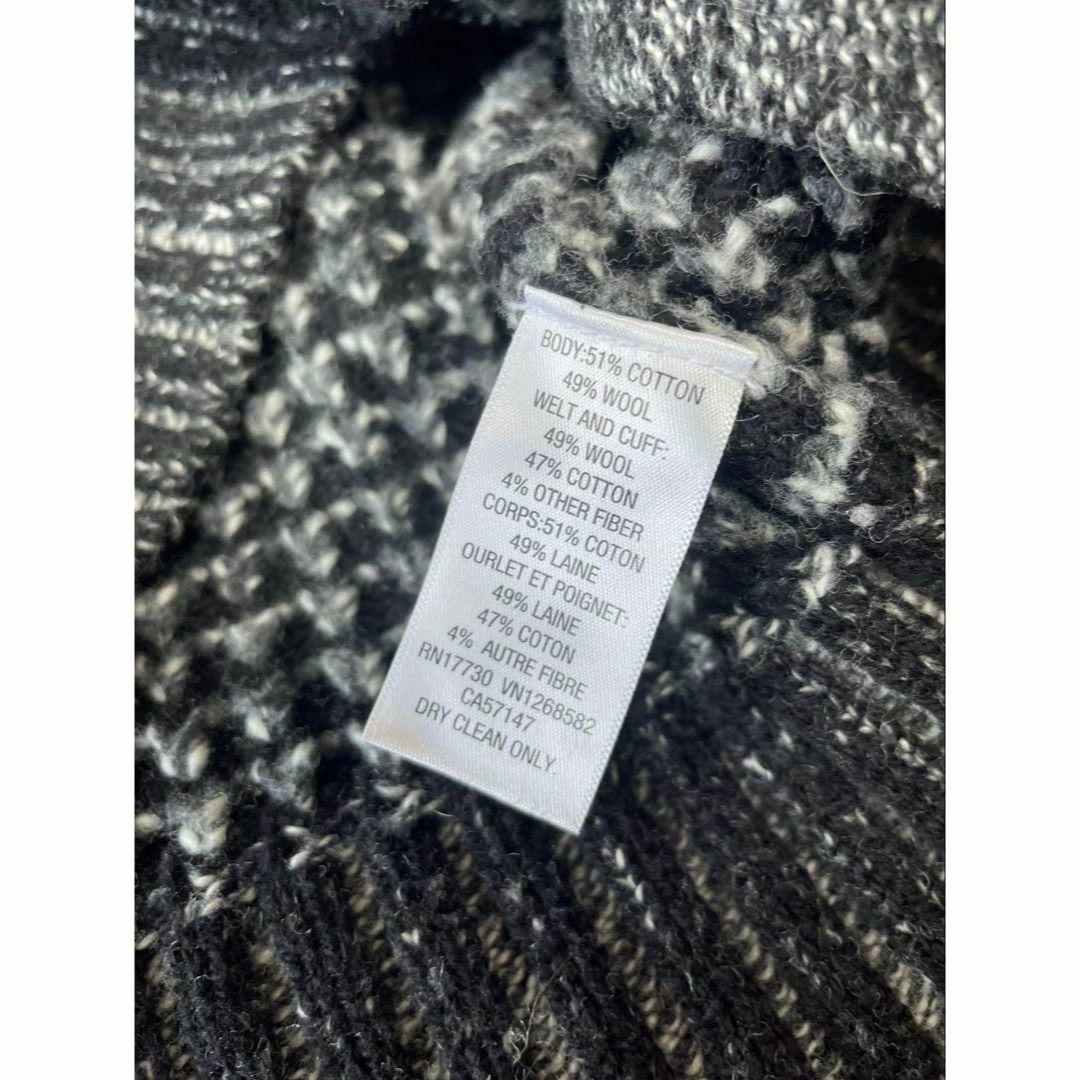 BODY:51% COTTON
49% WOOL
WELT AND CUFF:
49% WOOL
47% COTTON
4% OTHER FIBER
CORPS:51% COTON
49% LAINE
OURLET ET POIGNET:
49% LAINE
47% COTON
4% AUTRE FIBRE
RN17730 VN1268582
CA57147
DRY CLEAN ONLY.